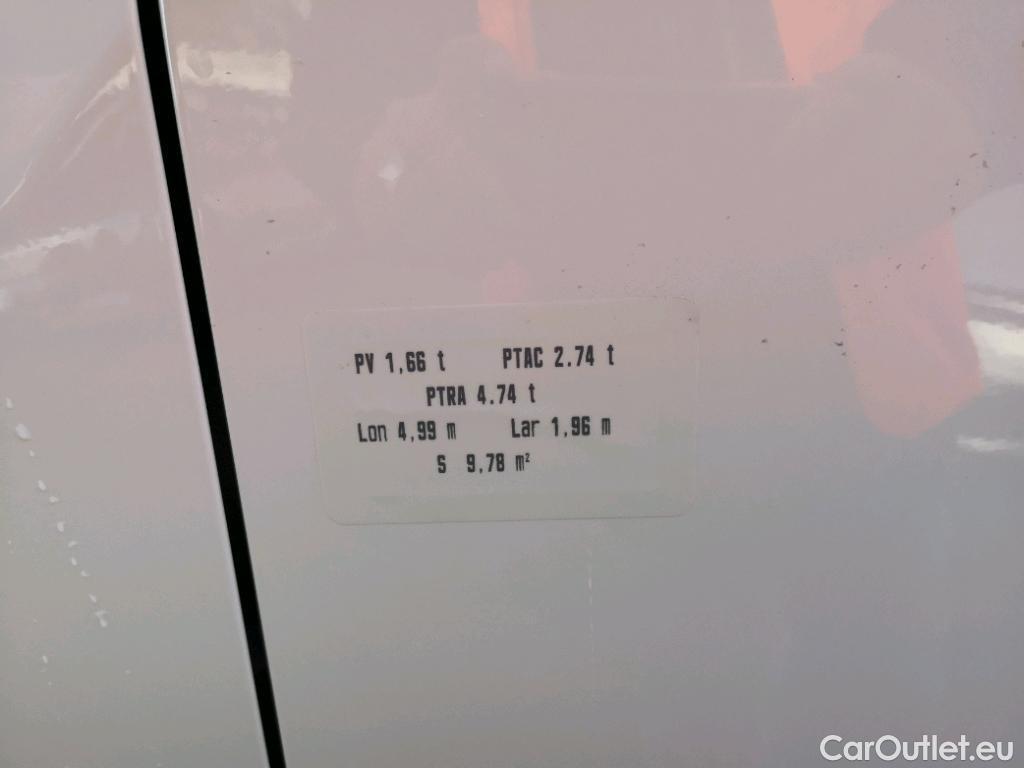 PV 1,66 t PTAC 2.74 t
PTRA 4.74 t
Lon 4,99 m Lar 1,96 m
S 9,78 m²
CarOutlet.eu